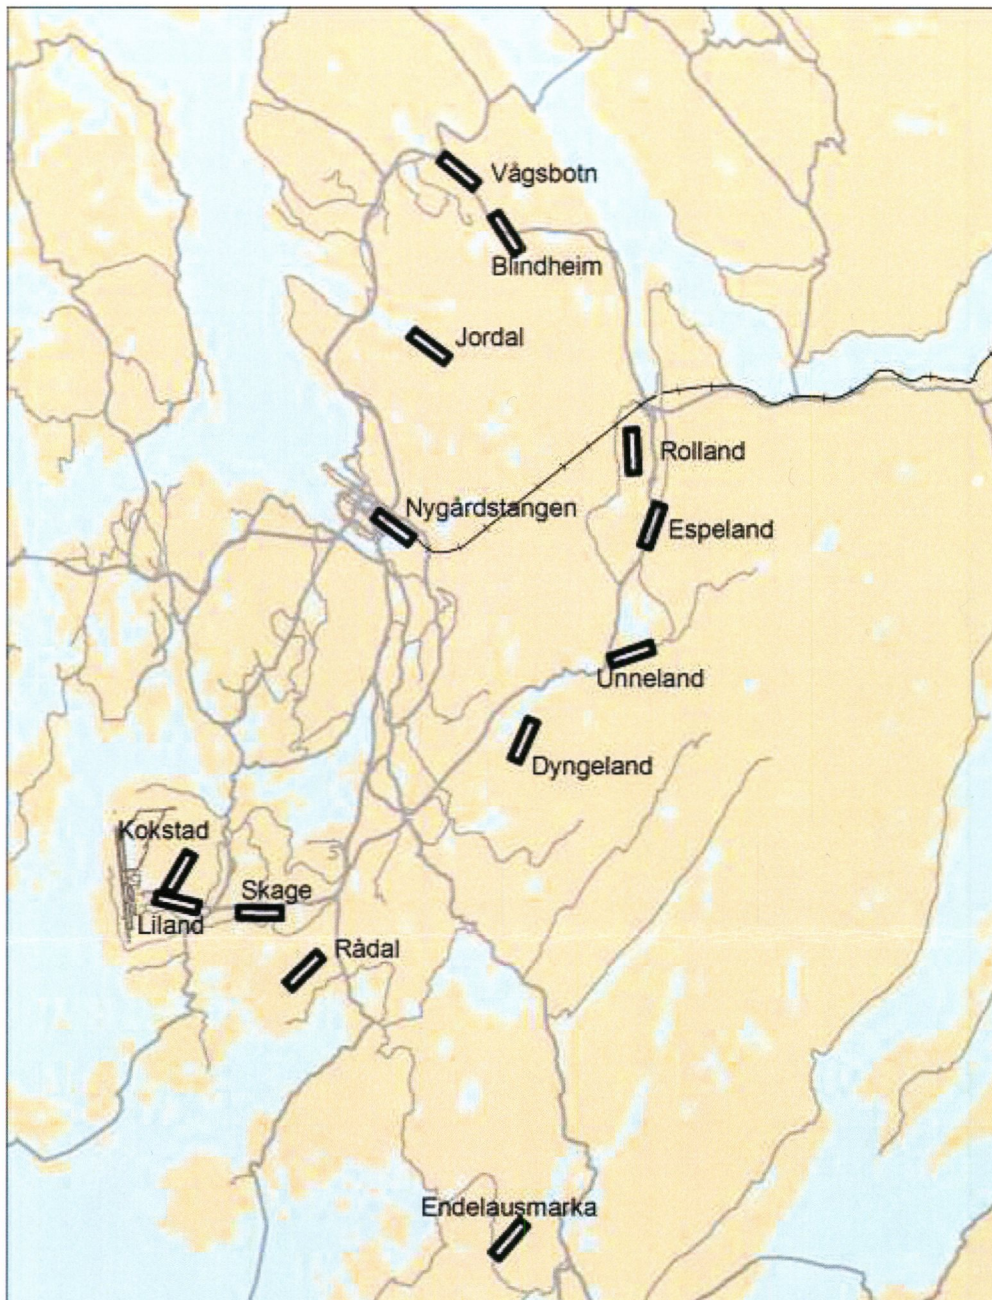 Vågsbotn
Blindheim
Jordal
Rolland
Nygårdstangen
Espeland
Unneland
Dyngeland
Kokstad
Skage
Liland
Rådal
Endelausmarka